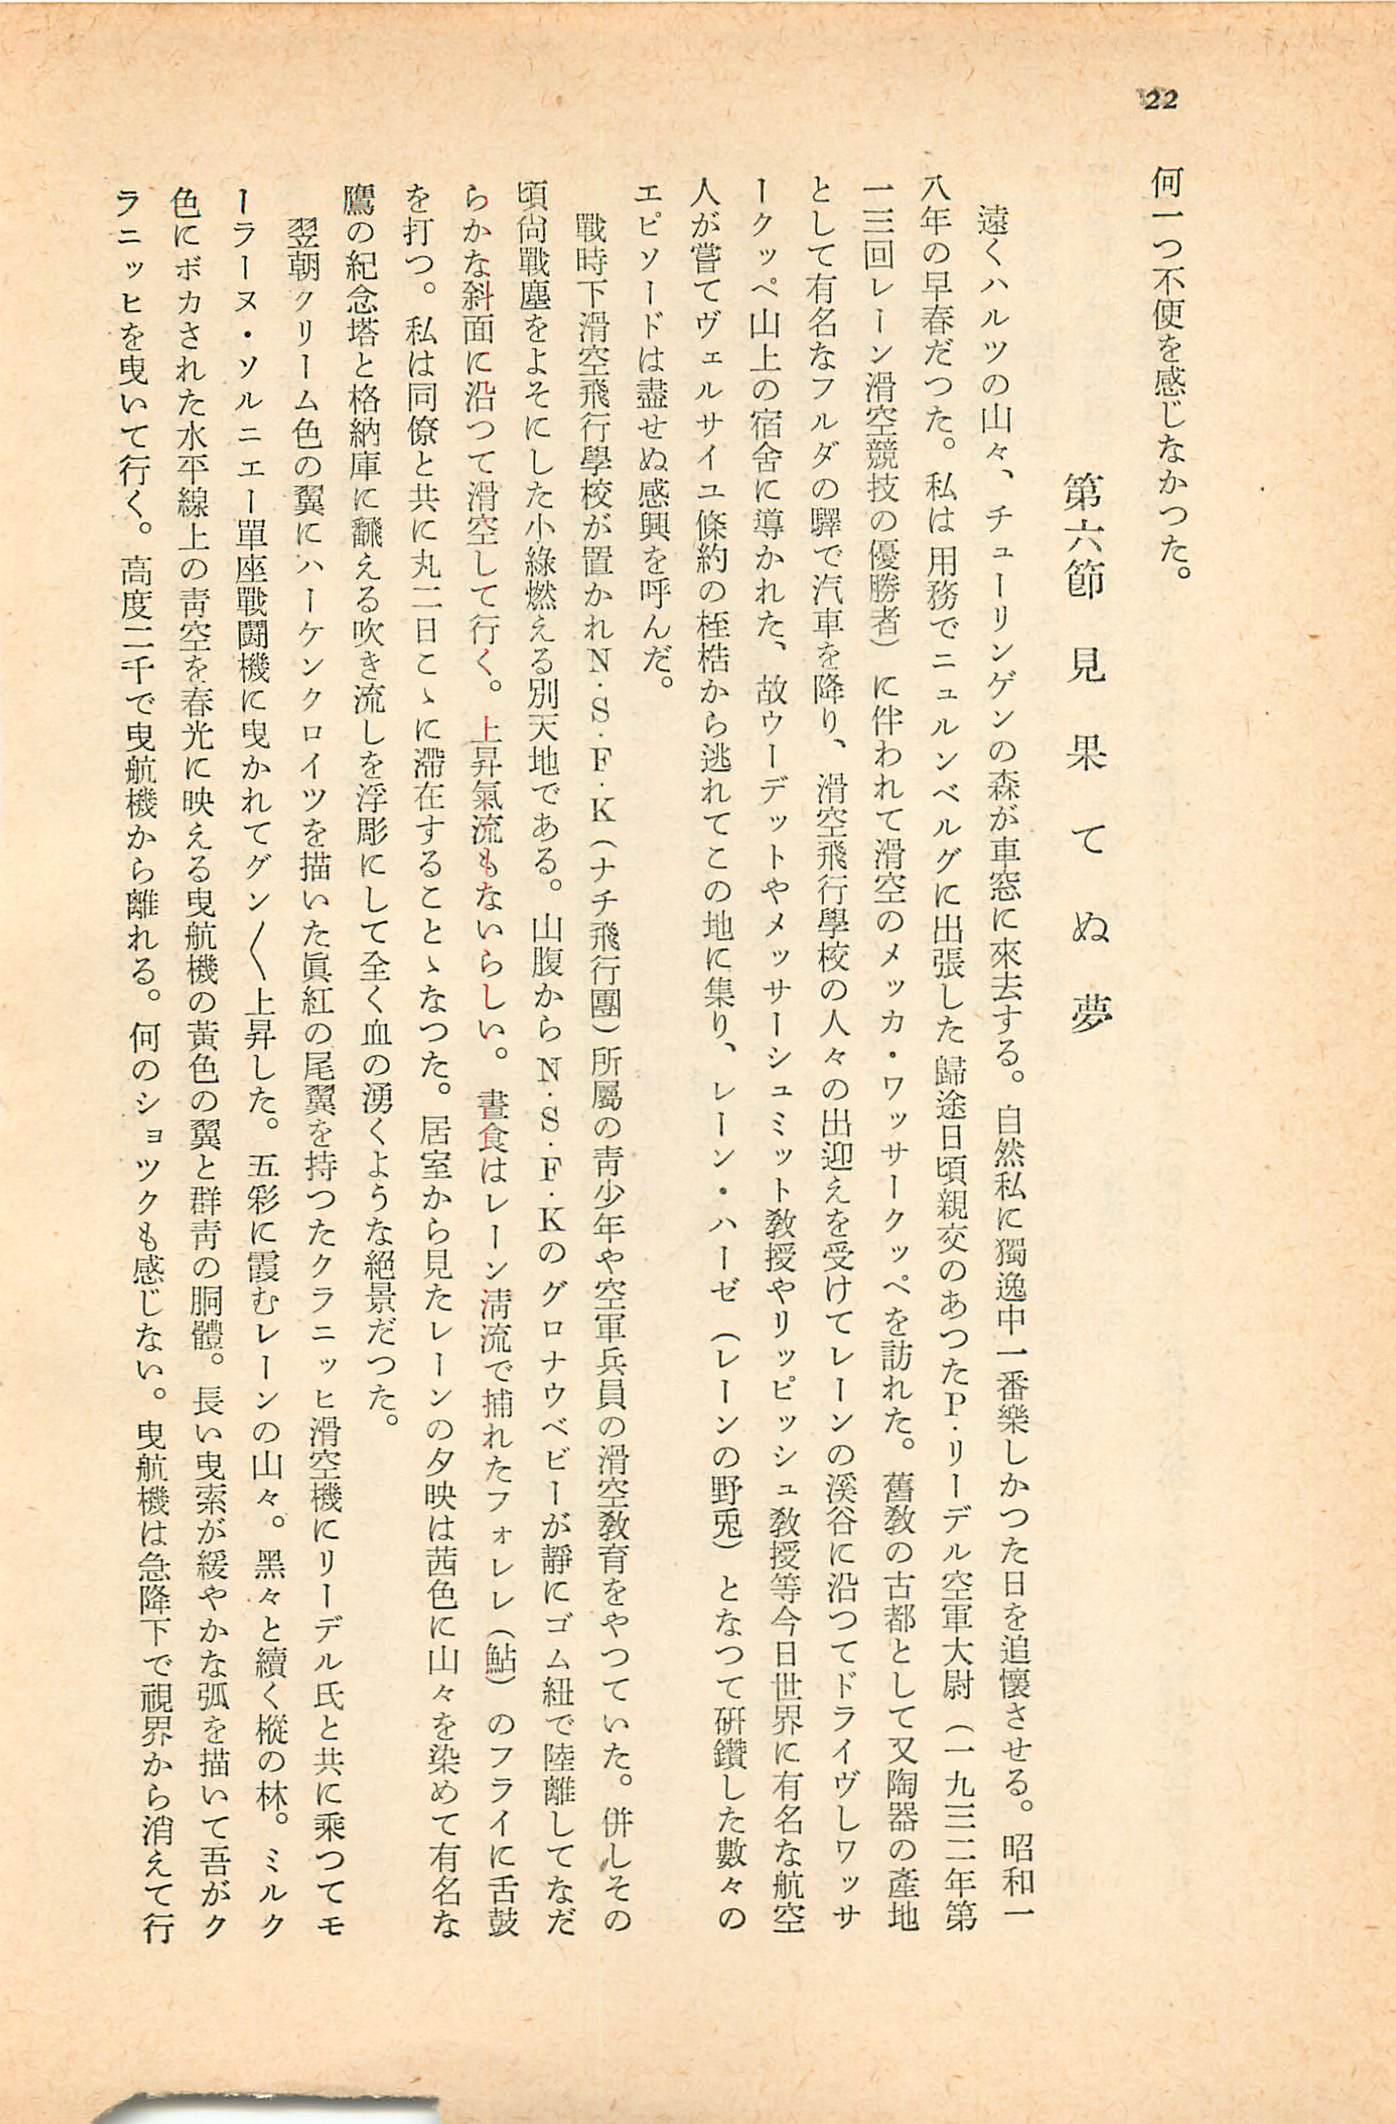 22
何一つ不便を感じなかつた。
第六節　見果てぬ夢
遠くハルツの山々、チューリンゲンの森が車窓に來去する。自然私に獨逸中一番樂しかつた日を追懷させる。昭和一
八年の早春だつた。私は用務でニュルンベルグに出張した歸途日頃親交のあつたP・リーデル空軍大尉（一九三二年第
一三回レーン滑空競技の優勝者）に伴われて滑空のメッカ・ワッサークッペを訪れた。舊敎の古都として又陶器の產地
として有名なフルダの驛で汽車を降り、滑空飛行學校の人々の出迎えを受けてレーンの溪谷に沿つてドライヴしワッサ
ークッペ山上の宿舍に導かれた、故ウーデットやメッサーシュミット敎授やリッピッシュ敎授等今日世界に有名な航空
人が嘗てヴェルサイユ條約の桎梏から逃れてこの地に集り、レーン・ハーゼ（レーンの野兎）となつて硏鑽した數々の
エピソードは盡せぬ感興を呼んだ。
戰時下滑空飛行學校が置かれN・S・F・K（ナチ飛行團）所屬の靑少年や空軍兵員の滑空敎育をやつていた。併しその
頃尙戰塵をよそにした小綠燃える別天地である。山腹からN・S・F・Kのグロナウベビーが靜にゴム紐で陸離してなだ
らかな斜面に沿つて滑空して行く。上昇氣流もないらしい。晝食はレーン淸流で捕れたフォレレ（鮎）のフライに舌鼓
を打つ。私は同僚と共に丸二日こゝに滯在することゝなつた。居室から見たレーンの夕映は茜色に山々を染めて有名な
鷹の紀念塔と格納庫に飜える吹き流しを浮彫にして全く血の湧くような絕景だつた。
翌朝クリーム色の翼にハーケンクロイツを描いた眞紅の尾翼を持つたクラニッヒ滑空機にリーデル氏と共に乘つてモ
ーラーヌ・ソルニエー單座戰鬪機に曳かれてグン〱上昇した。五彩に霞むレーンの山々。黑々と續く樅の林。ミルク
色にボカされた水平線上の靑空を春光に映える曳航機の黃色の翼と群靑の胴體。長い曳索が緩やかな弧を描いて吾がク
ラニッヒを曳いて行く。高度二千で曳航機から離れる。何のショツクも感じない。曳航機は急降下で視界から消えて行